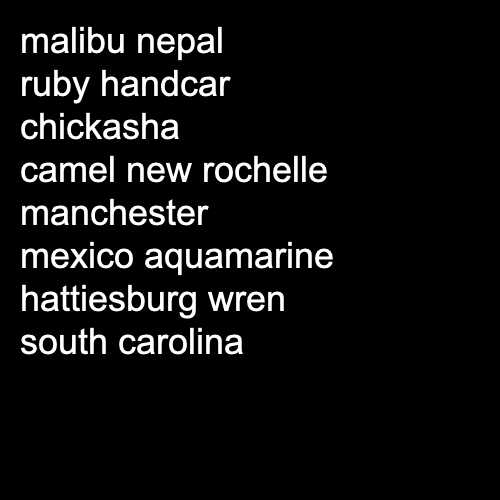 malibu nepal
ruby handcar
chickasha
camel new rochelle
manchester
mexico aquamarine
hattiesburg wren
south carolina